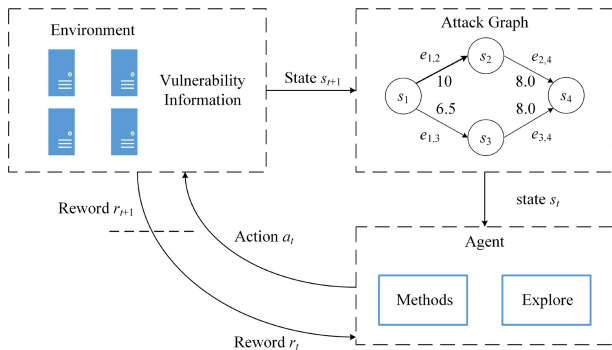 Environment
Vulnerability
Information
State s_{t+1}
Attack Graph
e_{1,2}
s_2
e_{2,4}
10
8.0
s_1
s_4
6.5
8.0
e_{1,3}
s_3
e_{3,4}
Reword r_{t+1}
state s_t
Action a_t
Agent
Methods
Explore
Reword r_t